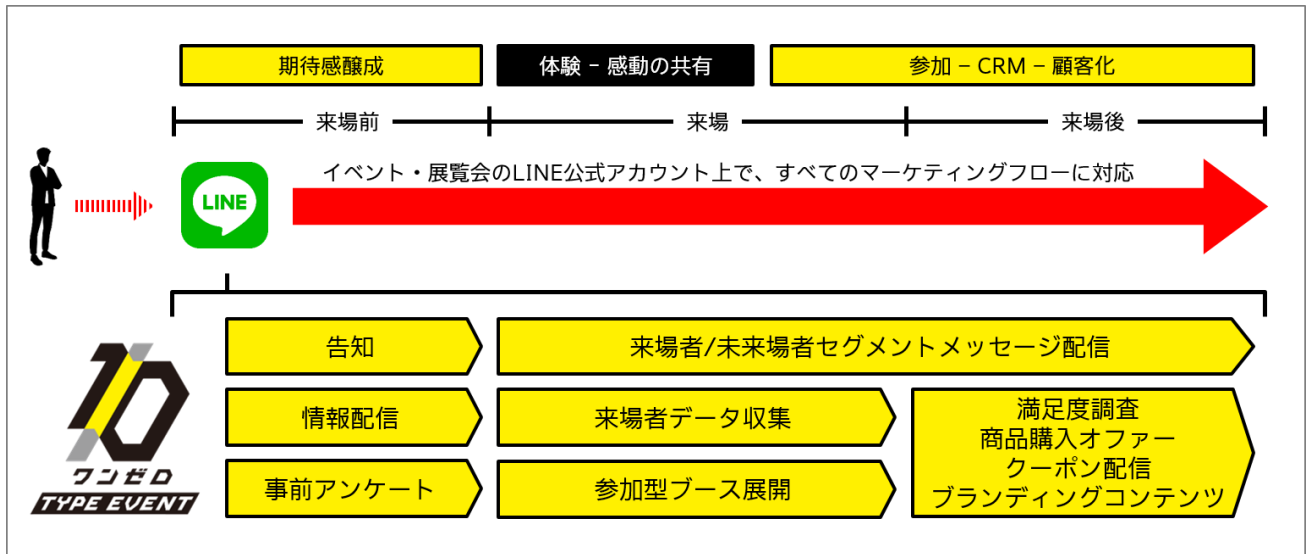 期待感醸成
体験 − 感動の共有
参加 − CRM − 顧客化
来場前
来場
来場後
イベント・展覧会のLINE公式アカウント上で、すべてのマーケティングフローに対応
LINE
告知
来場者/未来場者セグメントメッセージ配信
情報配信
来場者データ収集
事前アンケート
参加型ブース展開
満足度調査
商品購入オファー
クーポン配信
ブランディングコンテンツ
10
ワンゼロ
TYPE EVENT